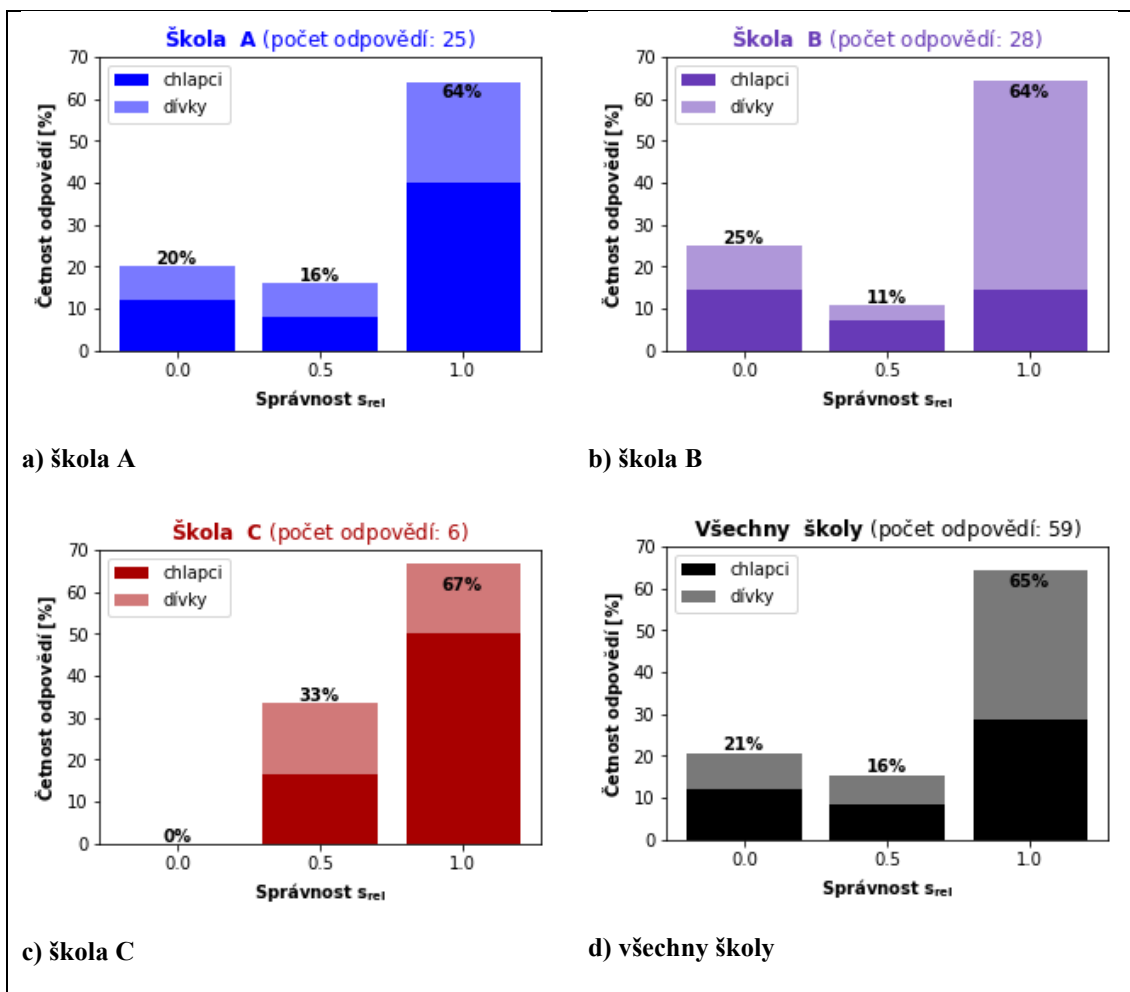 Škola A (počet odpovědí: 25)
70
60
50
40
30
20
10
0
Četnost odpovědí [%]
chlapci
dívky
20%
16%
64%
0.0 0.5 1.0
Správnost s_rel
a) škola A
Škola B (počet odpovědí: 28)
70
60
50
40
30
20
10
0
Četnost odpovědí [%]
chlapci
dívky
25%
11%
64%
0.0 0.5 1.0
Správnost s_rel
b) škola B
Škola C (počet odpovědí: 6)
70
60
50
40
30
20
10
0
Četnost odpovědí [%]
chlapci
dívky
0%
33%
67%
0.0 0.5 1.0
Správnost s_rel
c) škola C
Všechny školy (počet odpovědí: 59)
70
60
50
40
30
20
10
0
Četnost odpovědí [%]
chlapci
dívky
21%
16%
65%
0.0 0.5 1.0
Správnost s_rel
d) všechny školy